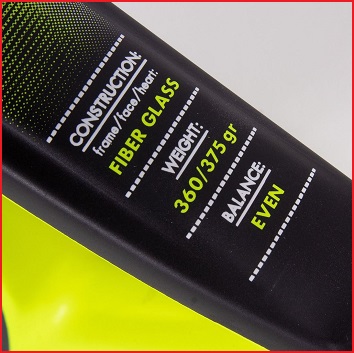 CONSTRUCTION:
frame/face/heart:
FIBER GLASS
WEIGHT:
360/375 gr
BALANCE:
EVEN